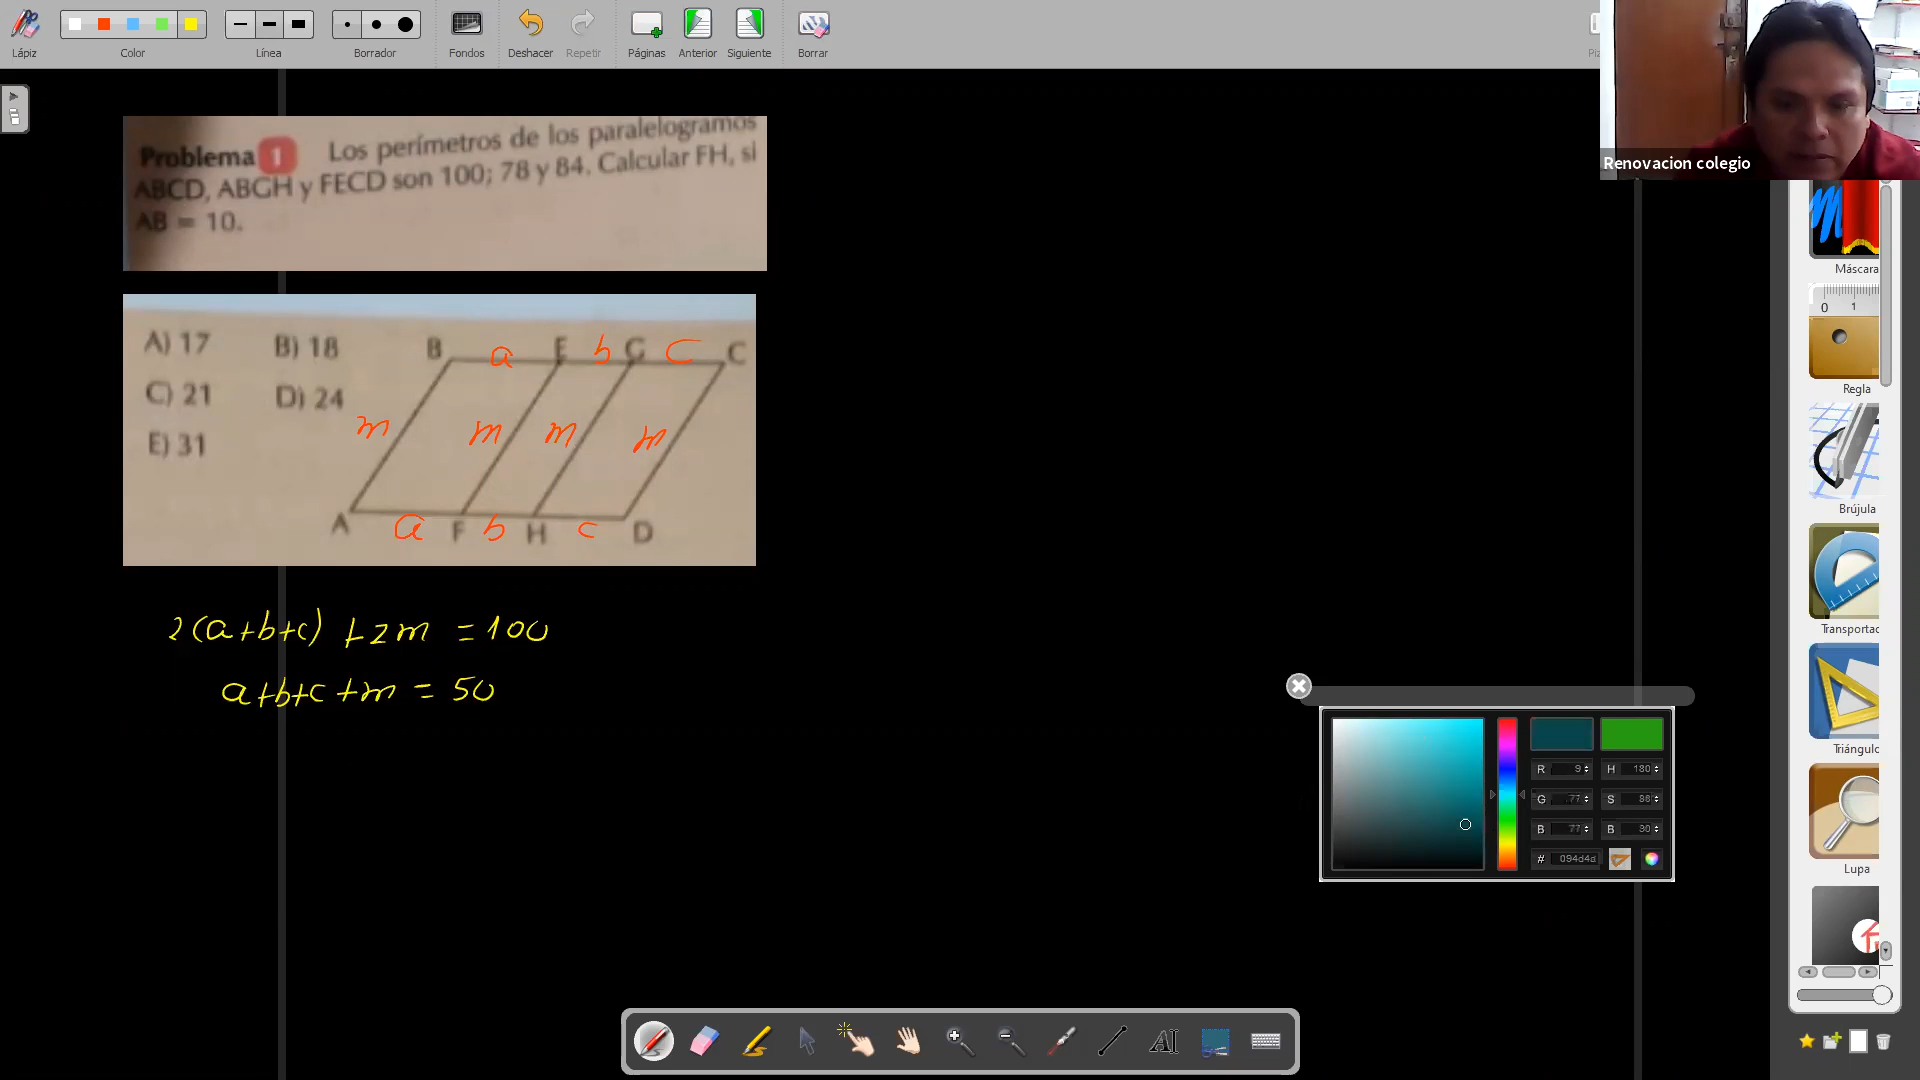 Lápiz
Color
Línea
Borrador
Fondos
Deshacer
Repetir
Páginas
Anterior
Siguiente
Borrar
Renovacion colegio
Problema 1 Los perímetros de los paralelogramos
ABCD, ABGH y FECD son 100; 78 y 84. Calcular FH, si
AB = 10.
A) 17 B) 18
C) 21 D) 24
E) 31
B a E b G c C
m m m m
A a F b H c D
2(a+b+c) +2m = 100
a+b+c +m = 50
Máscara
0 1
Regla
Brújula
Transportad
Triángulo
Lupa
R 9 H 180
G 77 S 88
B 77 B 30
# 094d4d